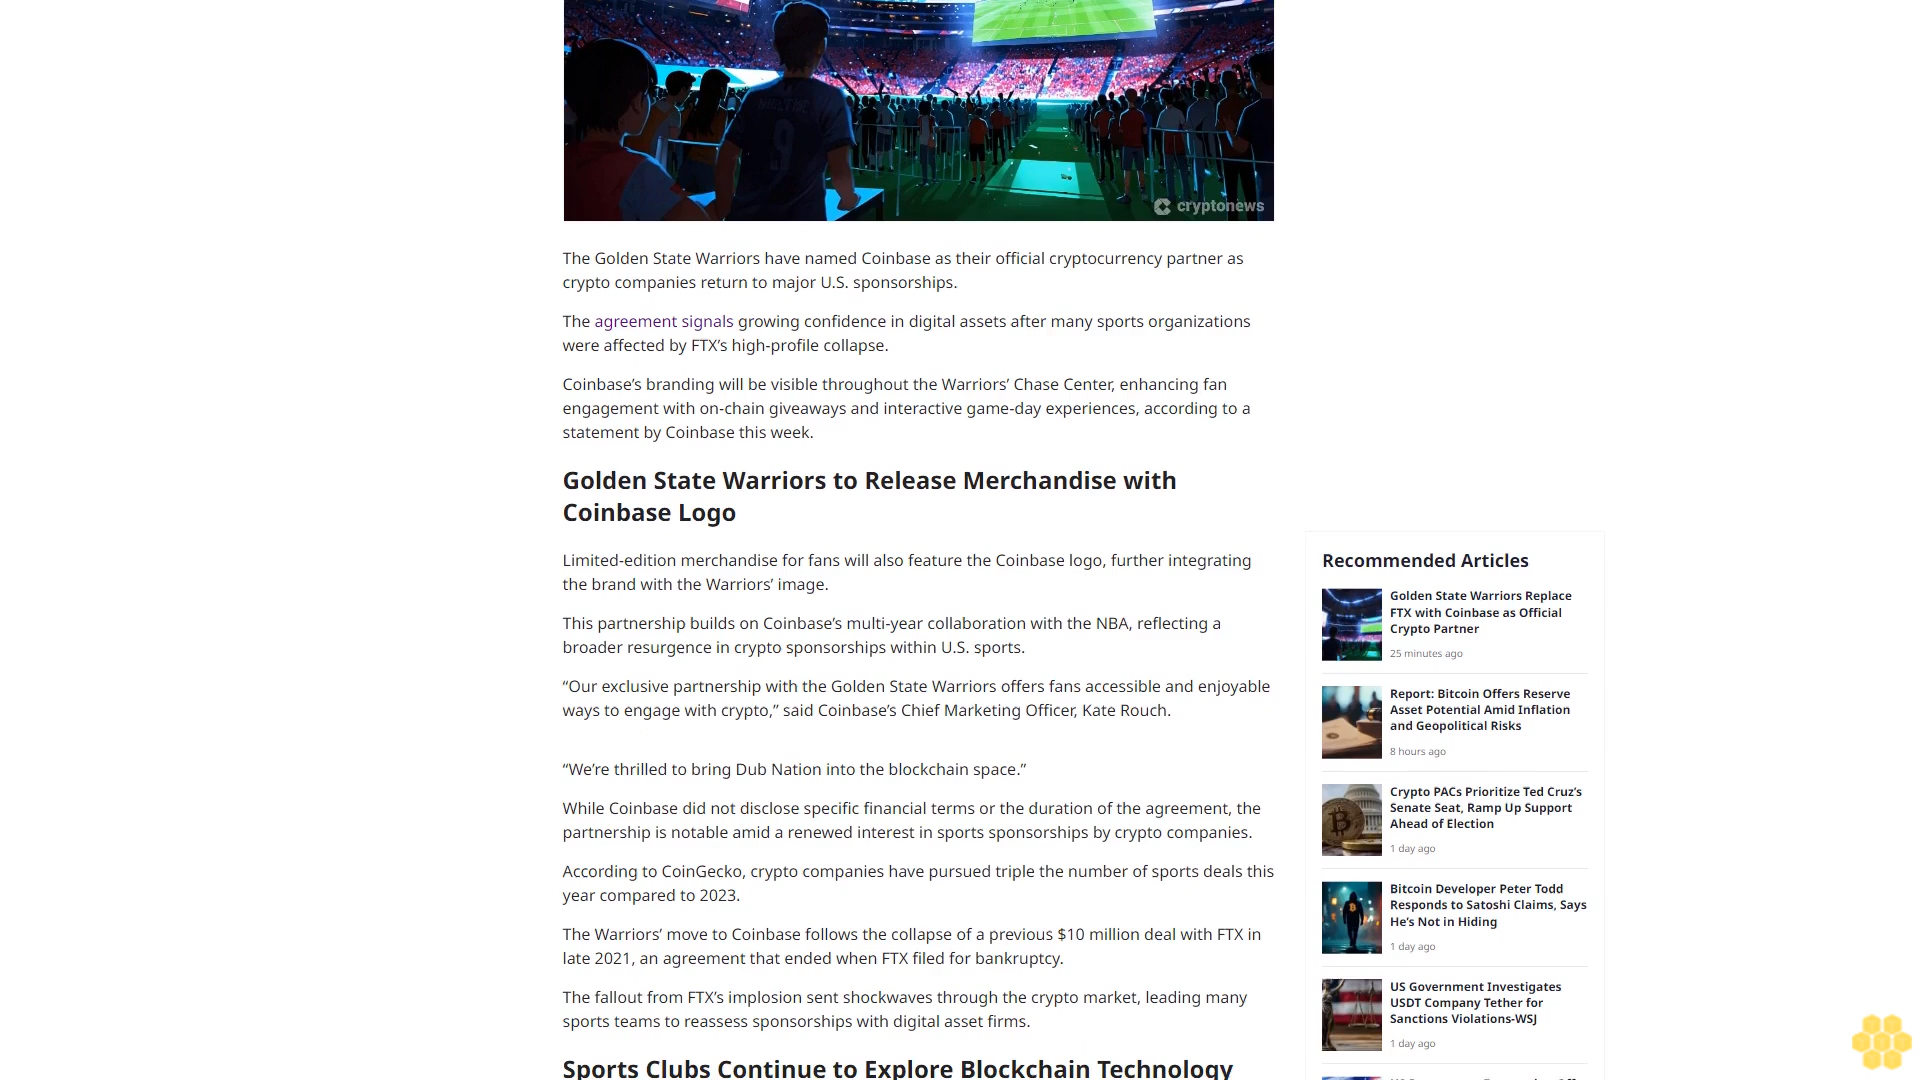 9
cryptonews
The Golden State Warriors have named Coinbase as their official cryptocurrency partner as
crypto companies return to major U.S. sponsorships.
The agreement signals growing confidence in digital assets after many sports organizations
were affected by FTX’s high-profile collapse.
Coinbase’s branding will be visible throughout the Warriors’ Chase Center, enhancing fan
engagement with on-chain giveaways and interactive game-day experiences, according to a
statement by Coinbase this week.
Golden State Warriors to Release Merchandise with
Coinbase Logo
Limited-edition merchandise for fans will also feature the Coinbase logo, further integrating
the brand with the Warriors’ image.
This partnership builds on Coinbase’s multi-year collaboration with the NBA, reflecting a
broader resurgence in crypto sponsorships within U.S. sports.
“Our exclusive partnership with the Golden State Warriors offers fans accessible and enjoyable
ways to engage with crypto,” said Coinbase’s Chief Marketing Officer, Kate Rouch.
“We’re thrilled to bring Dub Nation into the blockchain space.”
While Coinbase did not disclose specific financial terms or the duration of the agreement, the
partnership is notable amid a renewed interest in sports sponsorships by crypto companies.
According to CoinGecko, crypto companies have pursued triple the number of sports deals this
year compared to 2023.
The Warriors’ move to Coinbase follows the collapse of a previous $10 million deal with FTX in
late 2021, an agreement that ended when FTX filed for bankruptcy.
The fallout from FTX’s implosion sent shockwaves through the crypto market, leading many
sports teams to reassess sponsorships with digital asset firms.
Sports Clubs Continue to Explore Blockchain Technology
Recommended Articles
Golden State Warriors Replace
FTX with Coinbase as Official
Crypto Partner
25 minutes ago
Report: Bitcoin Offers Reserve
Asset Potential Amid Inflation
and Geopolitical Risks
8 hours ago
Crypto PACs Prioritize Ted Cruz’s
Senate Seat, Ramp Up Support
Ahead of Election
1 day ago
Bitcoin Developer Peter Todd
Responds to Satoshi Claims, Says
He’s Not in Hiding
1 day ago
US Government Investigates
USDT Company Tether for
Sanctions Violations-WSJ
1 day ago